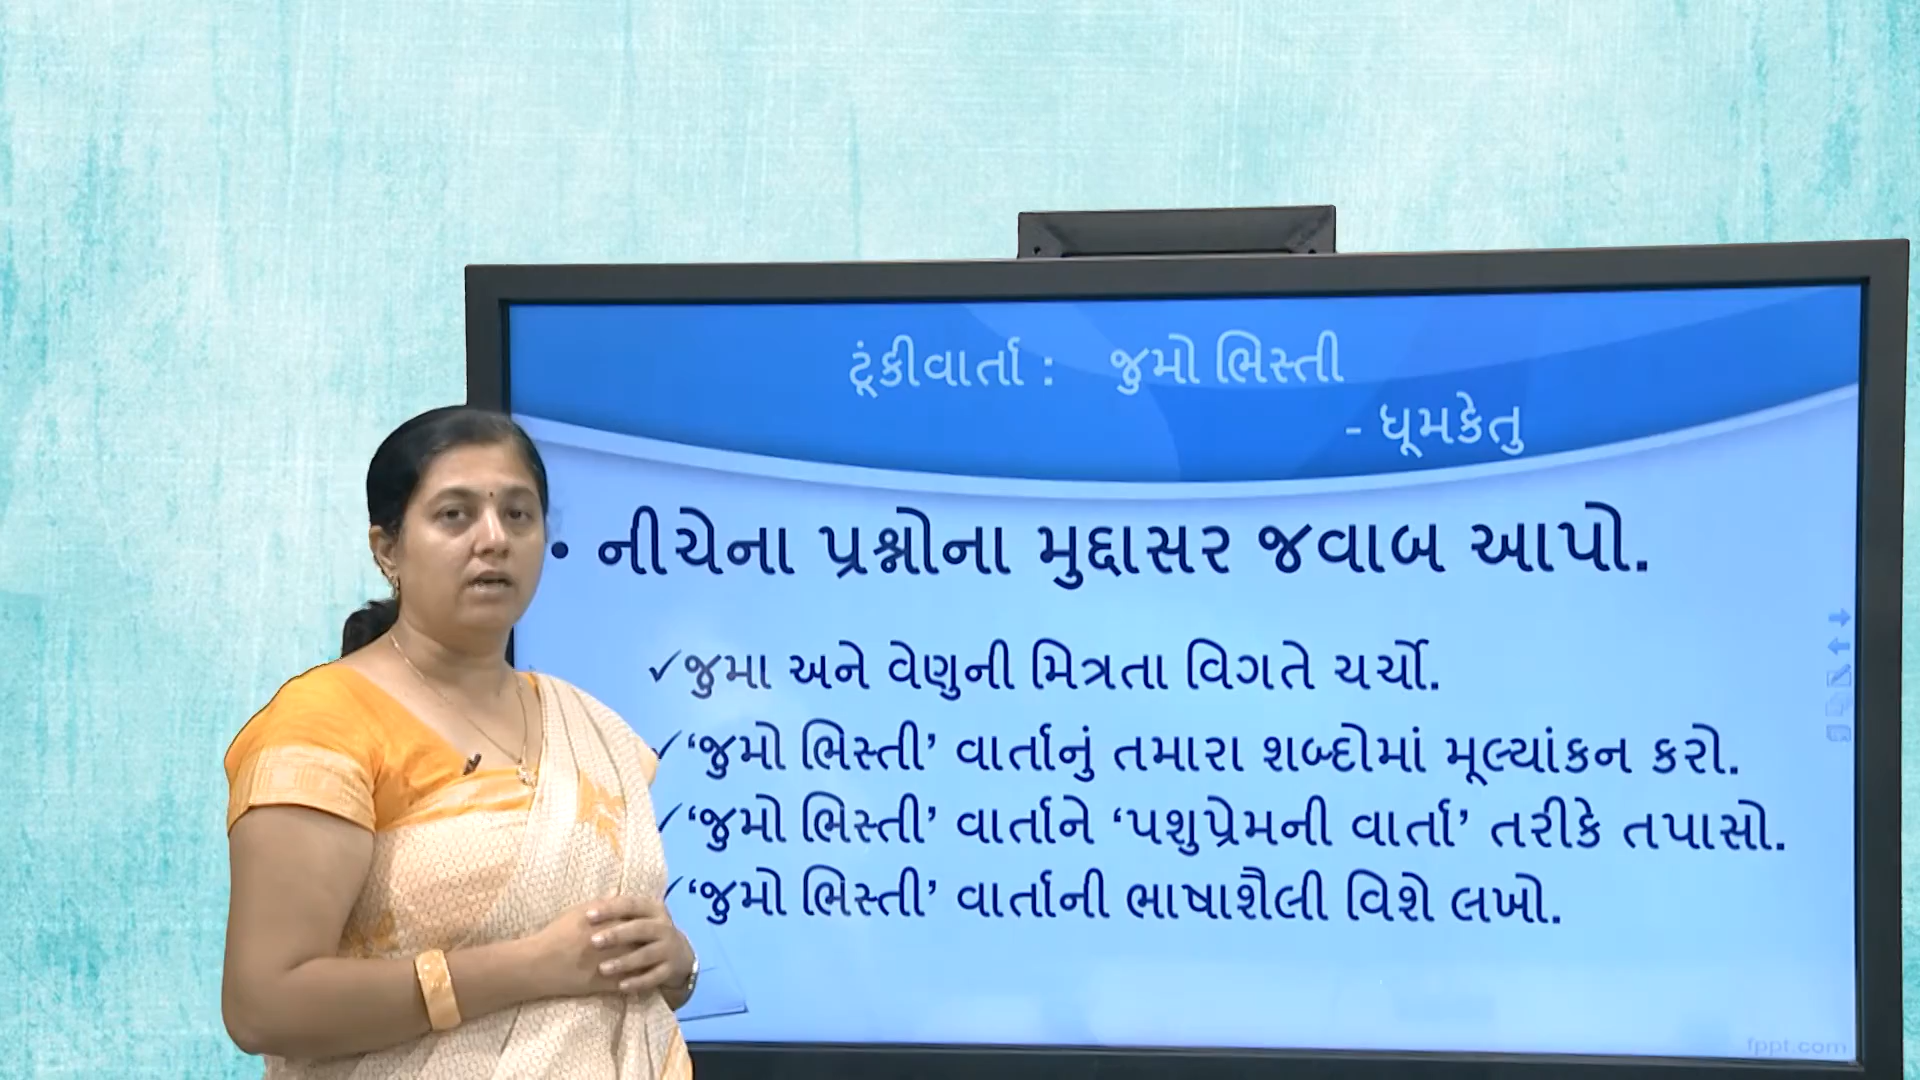 ટૂંકીવાર્તા : જુમો ભિસ્તી
- ધૂમકેતુ
• નીચેના પ્રશ્નોના મુદ્દાસર જવાબ આપો.
✓જુમા અને વેણુની મિત્રતા વિગતે ચર્ચો.
✓‘જુમો ભિસ્તી’ વાર્તાનું તમારા શબ્દોમાં મૂલ્યાંકન કરો.
✓‘જુમો ભિસ્તી’ વાર્તાને ‘પશુપ્રેમની વાર્તા’ તરીકે તપાસો.
✓‘જુમો ભિસ્તી’ વાર્તાની ભાષાશૈલી વિશે લખો.
fppt.com